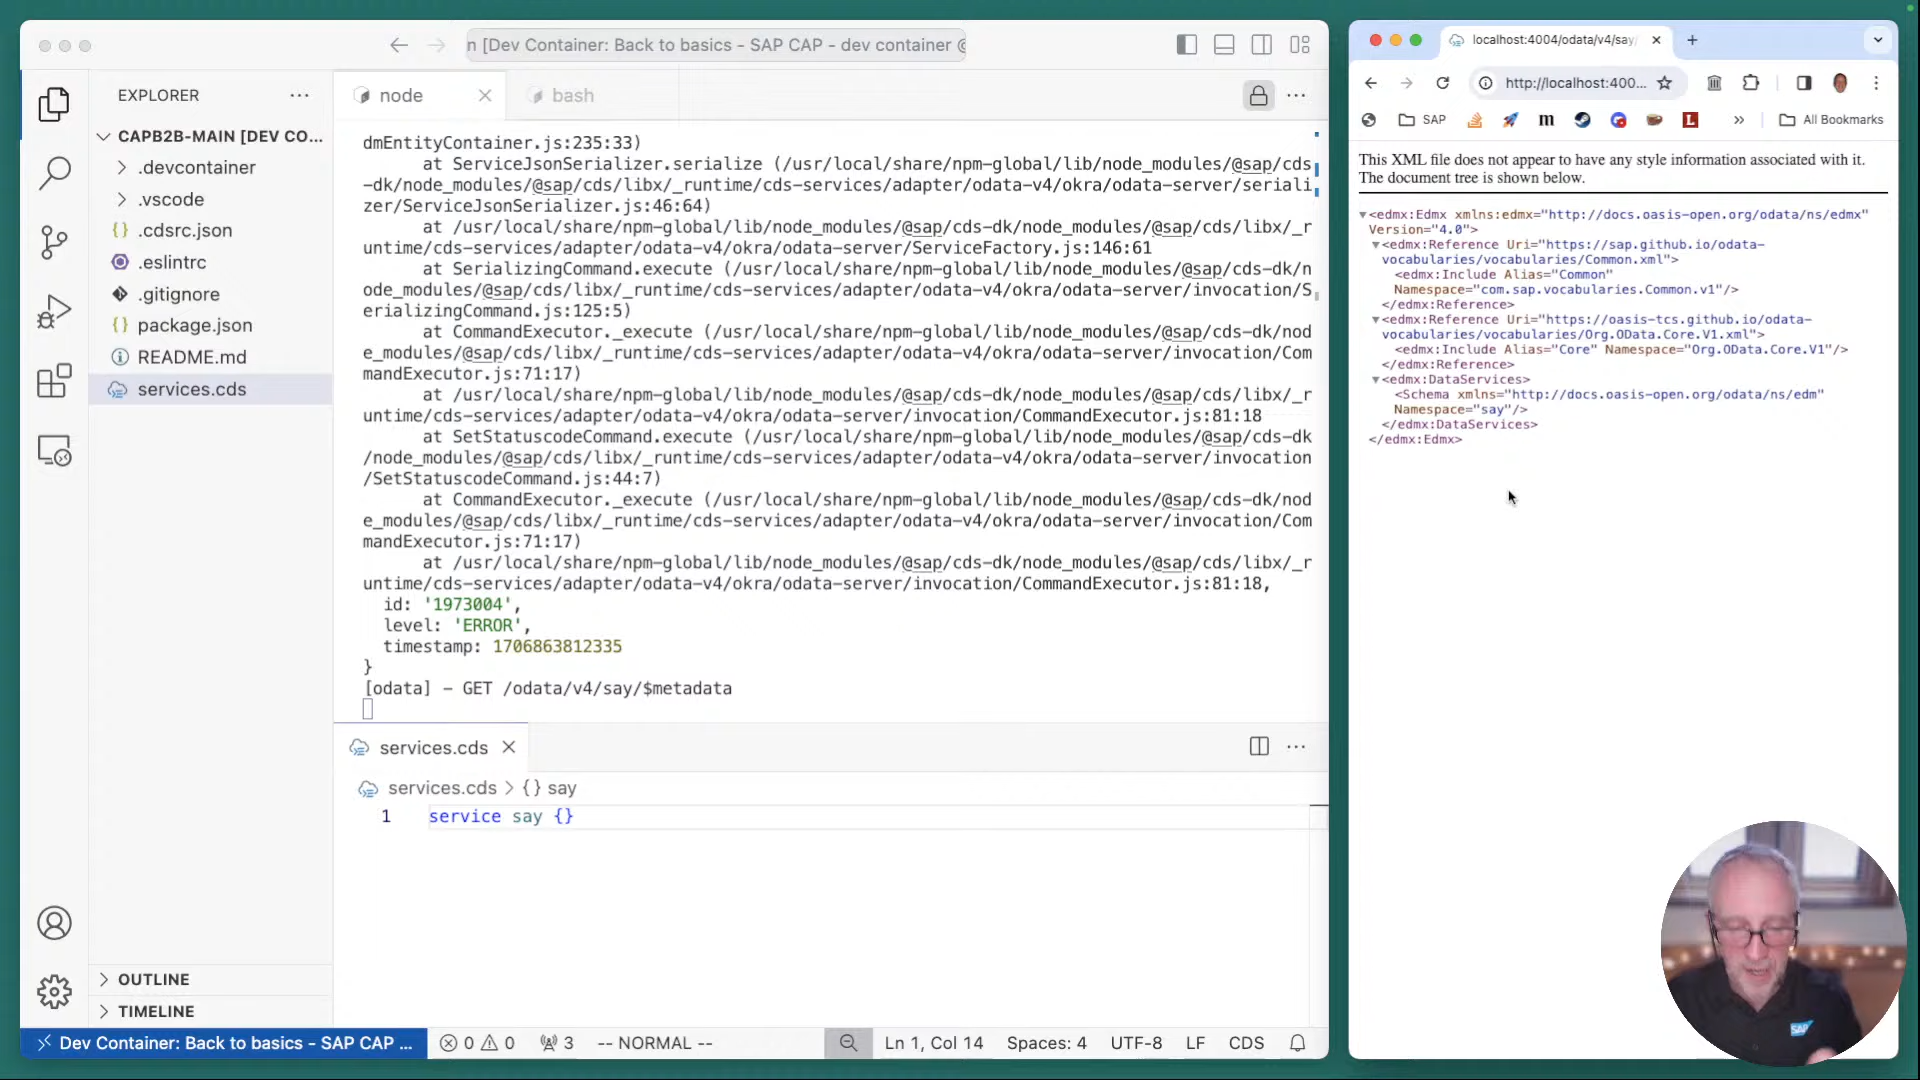 n [Dev Container: Back to basics - SAP CAP - dev container @
EXPLORER
CAPB2B-MAIN [DEV CO...
.devcontainer
.vscode
{} .cdsrc.json
.eslintrc
.gitignore
{} package.json
README.md
services.cds
OUTLINE
TIMELINE
node
bash
dmEntityContainer.js:235:33)
at ServiceJsonSerializer.serialize (/usr/local/share/npm-global/lib/node_modules/@sap/cds
-dk/node_modules/@sap/cds/libx/_runtime/cds-services/adapter/odata-v4/okra/odata-server/seriali
zer/ServiceJsonSerializer.js:46:64)
at /usr/local/share/npm-global/lib/node_modules/@sap/cds-dk/node_modules/@sap/cds/libx/_r
untime/cds-services/adapter/odata-v4/okra/odata-server/ServiceFactory.js:146:61
at SerializingCommand.execute (/usr/local/share/npm-global/lib/node_modules/@sap/cds-dk/n
ode_modules/@sap/cds/libx/_runtime/cds-services/adapter/odata-v4/okra/odata-server/invocation/S
erializingCommand.js:125:5)
at CommandExecutor._execute (/usr/local/share/npm-global/lib/node_modules/@sap/cds-dk/nod
e_modules/@sap/cds/libx/_runtime/cds-services/adapter/odata-v4/okra/odata-server/invocation/Com
mandExecutor.js:71:17)
at /usr/local/share/npm-global/lib/node_modules/@sap/cds-dk/node_modules/@sap/cds/libx/_r
untime/cds-services/adapter/odata-v4/okra/odata-server/invocation/CommandExecutor.js:81:18
at SetStatuscodeCommand.execute (/usr/local/share/npm-global/lib/node_modules/@sap/cds-dk
/node_modules/@sap/cds/libx/_runtime/cds-services/adapter/odata-v4/okra/odata-server/invocation
/SetStatuscodeCommand.js:44:7)
at CommandExecutor._execute (/usr/local/share/npm-global/lib/node_modules/@sap/cds-dk/nod
e_modules/@sap/cds/libx/_runtime/cds-services/adapter/odata-v4/okra/odata-server/invocation/Com
mandExecutor.js:71:17)
at /usr/local/share/npm-global/lib/node_modules/@sap/cds-dk/node_modules/@sap/cds/libx/_r
untime/cds-services/adapter/odata-v4/okra/odata-server/invocation/CommandExecutor.js:81:18,
id: '1973004',
level: 'ERROR',
timestamp: 1706863812335
}
[odata] - GET /odata/v4/say/$metadata
services.cds
services.cds > {} say
1 service say {}
Dev Container: Back to basics - SAP CAP ...
0 0 3 -- NORMAL -- Ln 1, Col 14 Spaces: 4 UTF-8 LF CDS
localhost:4004/odata/v4/say/
http://localhost:400...
SAP m L » All Bookmarks
This XML file does not appear to have any style information associated with it.
The document tree is shown below.
<edmx:Edmx xmlns:edmx="http://docs.oasis-open.org/odata/ns/edmx"
Version="4.0">
<edmx:Reference Uri="https://sap.github.io/odata-
vocabularies/vocabularies/Common.xml">
<edmx:Include Alias="Common"
Namespace="com.sap.vocabularies.Common.v1"/>
</edmx:Reference>
<edmx:Reference Uri="https://oasis-tcs.github.io/odata-
vocabularies/vocabularies/Org.OData.Core.V1.xml">
<edmx:Include Alias="Core" Namespace="Org.OData.Core.V1"/>
</edmx:Reference>
<edmx:DataServices>
<Schema xmlns="http://docs.oasis-open.org/odata/ns/edm"
Namespace="say"/>
</edmx:DataServices>
</edmx:Edmx>
SAP